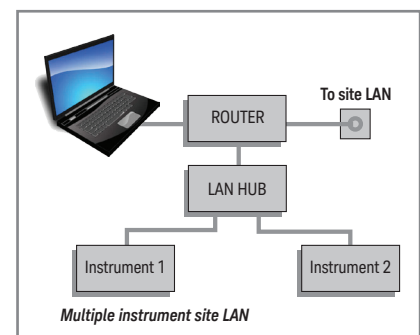 To site LAN
ROUTER
LAN HUB
Instrument 1
Instrument 2
Multiple instrument site LAN